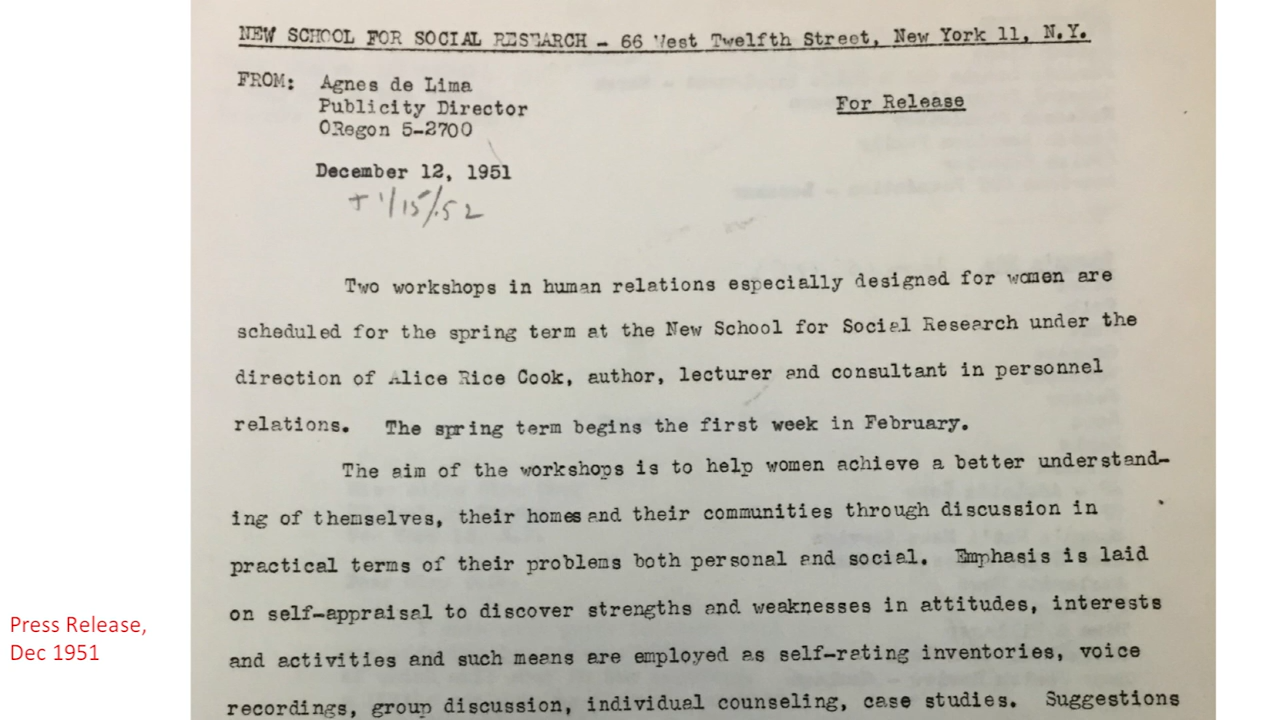 NEW SCHOOL FOR SOCIAL RESEARCH - 66 West Twelfth Street, New York 11, N.Y.
FROM: Agnes de Lima
Publicity Director
For Release
ORegon 5-2700
December 12, 1951
+ 1/15/52
Two workshops in human relations especially designed for women are
scheduled for the spring term at the New School for Social Research under the
direction of Alice Rice Cook, author, lecturer and consultant in personnel
relations. The spring term begins the first week in February.
The aim of the workshops is to help women achieve a better understand-
ing of themselves, their homes and their communities through discussion in
practical terms of their problems both personal and social. Emphasis is laid
on self-appraisal to discover strengths and weaknesses in attitudes, interests
and activities and such means are employed as self-rating inventories, voice
recordings, group discussion, individual counseling, case studies. Suggestions
Press Release,
Dec 1951